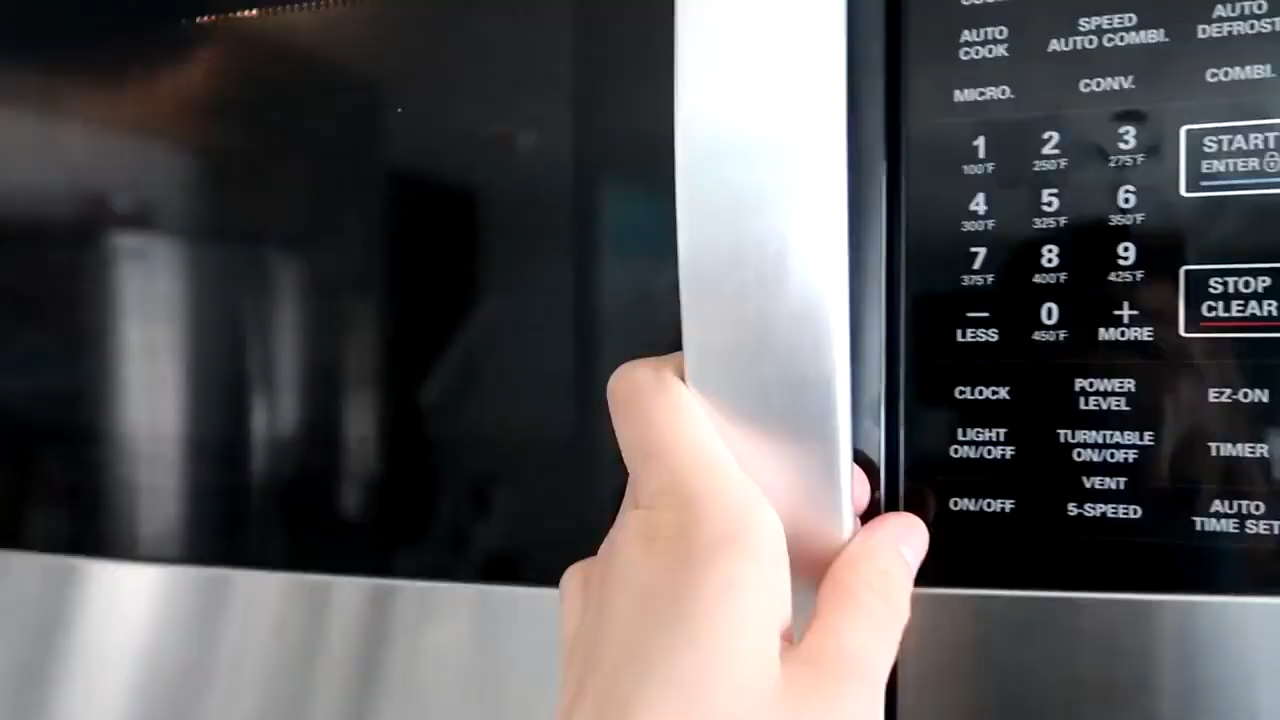 AUTO
COOK
SPEED
AUTO COMBI.
AUTO
DEFROST
MICRO.
CONV.
COMBI.
1
100°F
2
250°F
3
275°F
START
ENTER
4
300°F
5
325°F
6
350°F
7
375°F
8
400°F
9
425°F
STOP
CLEAR
−
LESS
0
450°F
+
MORE
CLOCK
POWER
LEVEL
EZ-ON
LIGHT
ON/OFF
TURNTABLE
ON/OFF
TIMER
VENT
ON/OFF
5-SPEED
AUTO
TIME SET